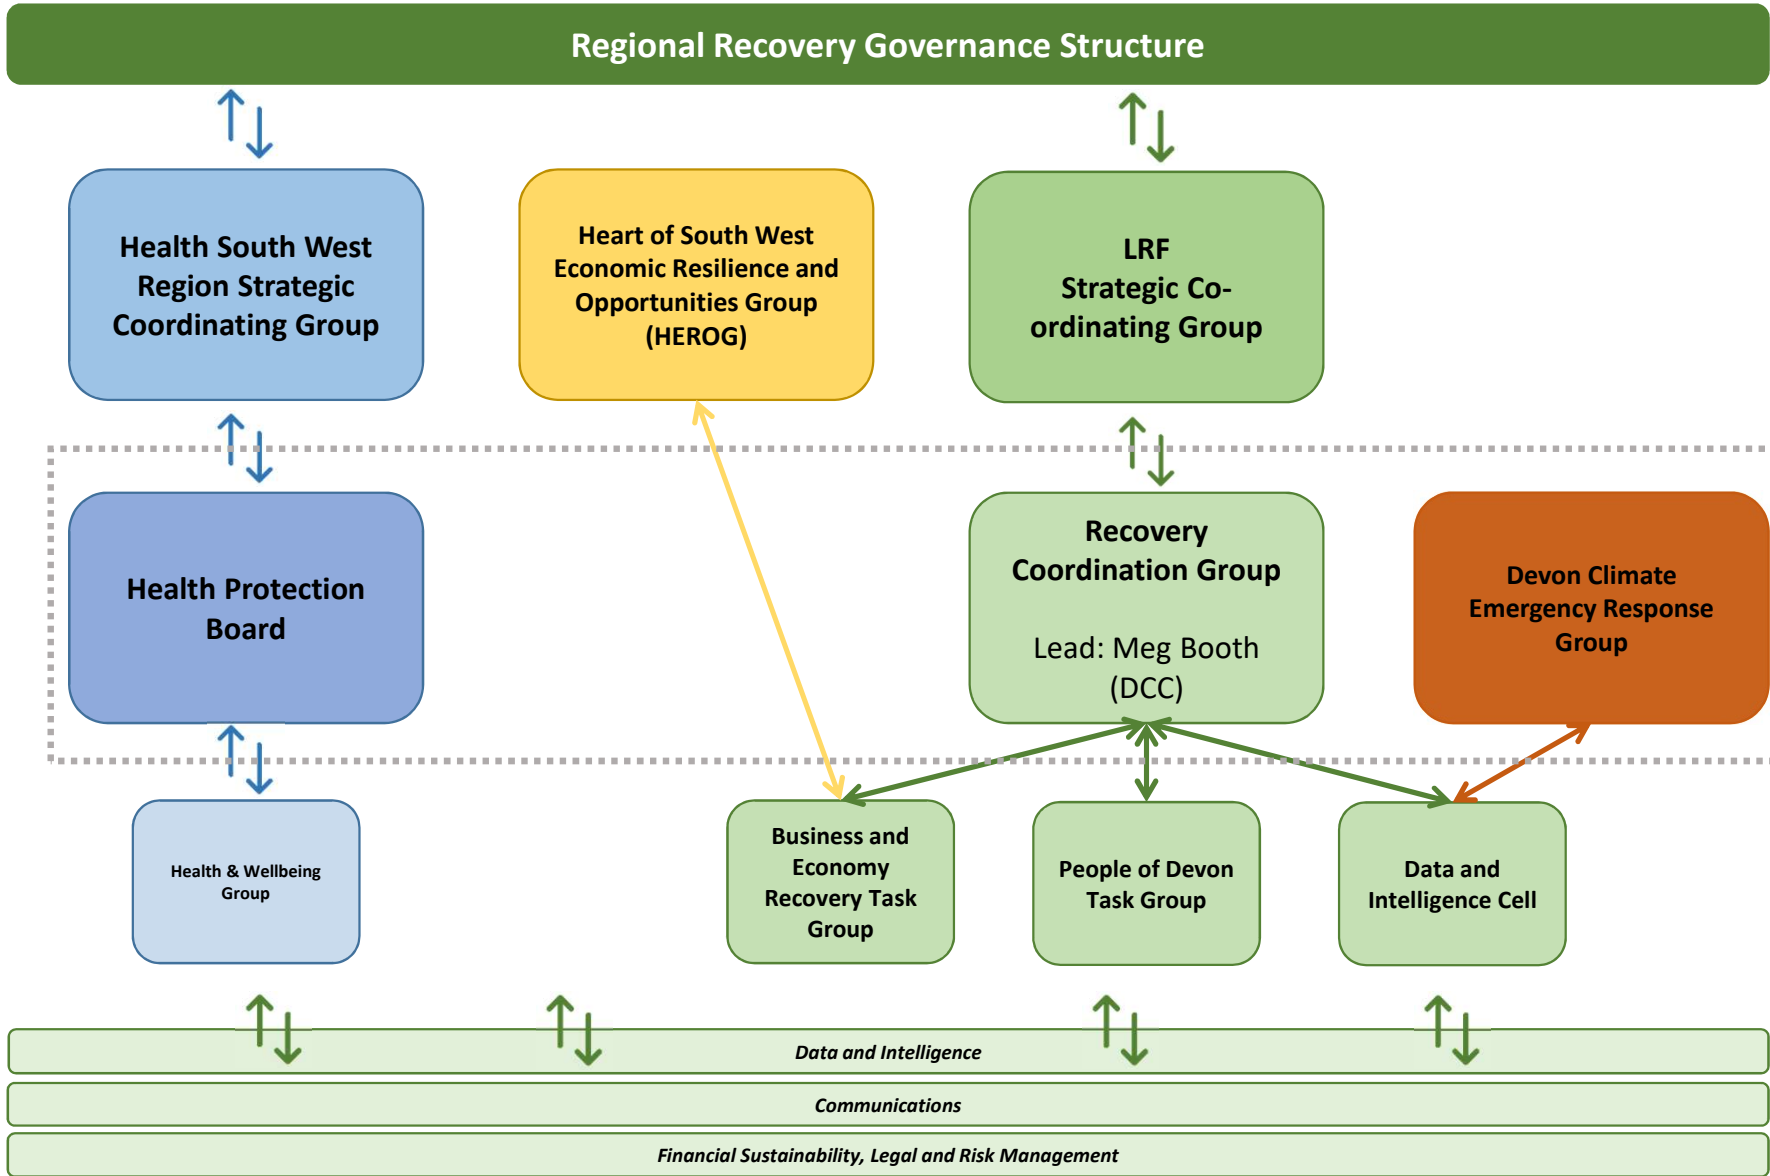 Regional Recovery Governance Structure
Health South West
Region Strategic
Coordinating Group
Heart of South West
Economic Resilience and
Opportunities Group
(HEROG)
LRF
Strategic Co-
ordinating Group
Health Protection
Board
Recovery
Coordination Group
Lead: Meg Booth
(DCC)
Devon Climate
Emergency Response
Group
Health & Wellbeing
Group
Business and
Economy
Recovery Task
Group
People of Devon
Task Group
Data and
Intelligence Cell
Data and Intelligence
Communications
Financial Sustainability, Legal and Risk Management